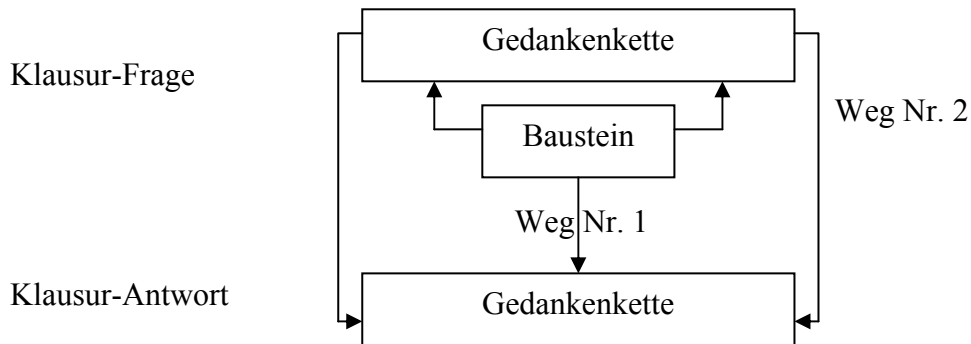 Gedankenkette
Klausur-Frage
Weg Nr. 2
Baustein
Weg Nr. 1
Klausur-Antwort
Gedankenkette